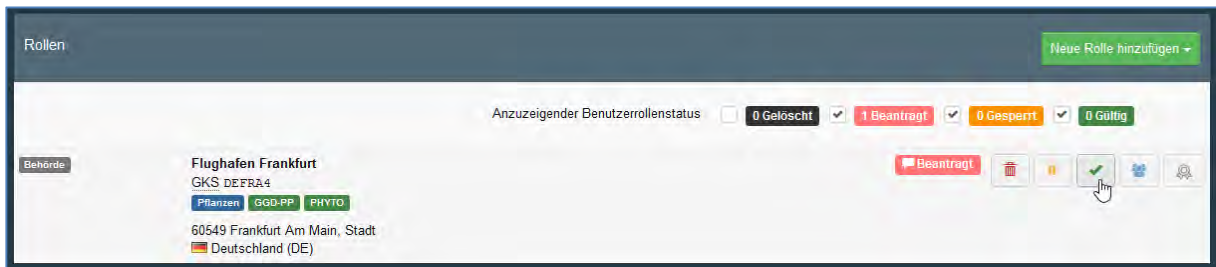 Rollen
Neue Rolle hinzufügen
Anzuzeigender Benutzerrollenstatus 0 Gelöscht 1 Beantragt 0 Gesperrt 0 Gültig
Behörde Flughafen Frankfurt Beantragt
GKS DEFRA4
Pflanzen GGD-PP PHYTO
60549 Frankfurt Am Main, Stadt
Deutschland (DE)